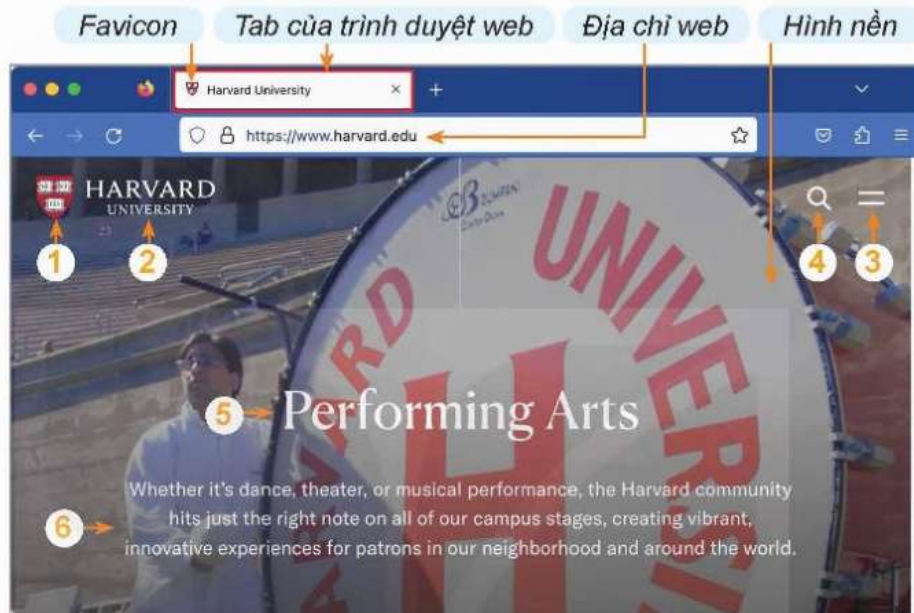 Favicon Tab của trình duyệt web Địa chỉ web Hình nền
Harvard University × +
https://www.harvard.edu
HARVARD
UNIVERSITY
1 2 4 3
HARVARD UNIVERSITY
H
5 Performing Arts
Whether it's dance, theater, or musical performance, the Harvard community
6 hits just the right note on all of our campus stages, creating vibrant,
innovative experiences for patrons in our neighborhood and around the world.